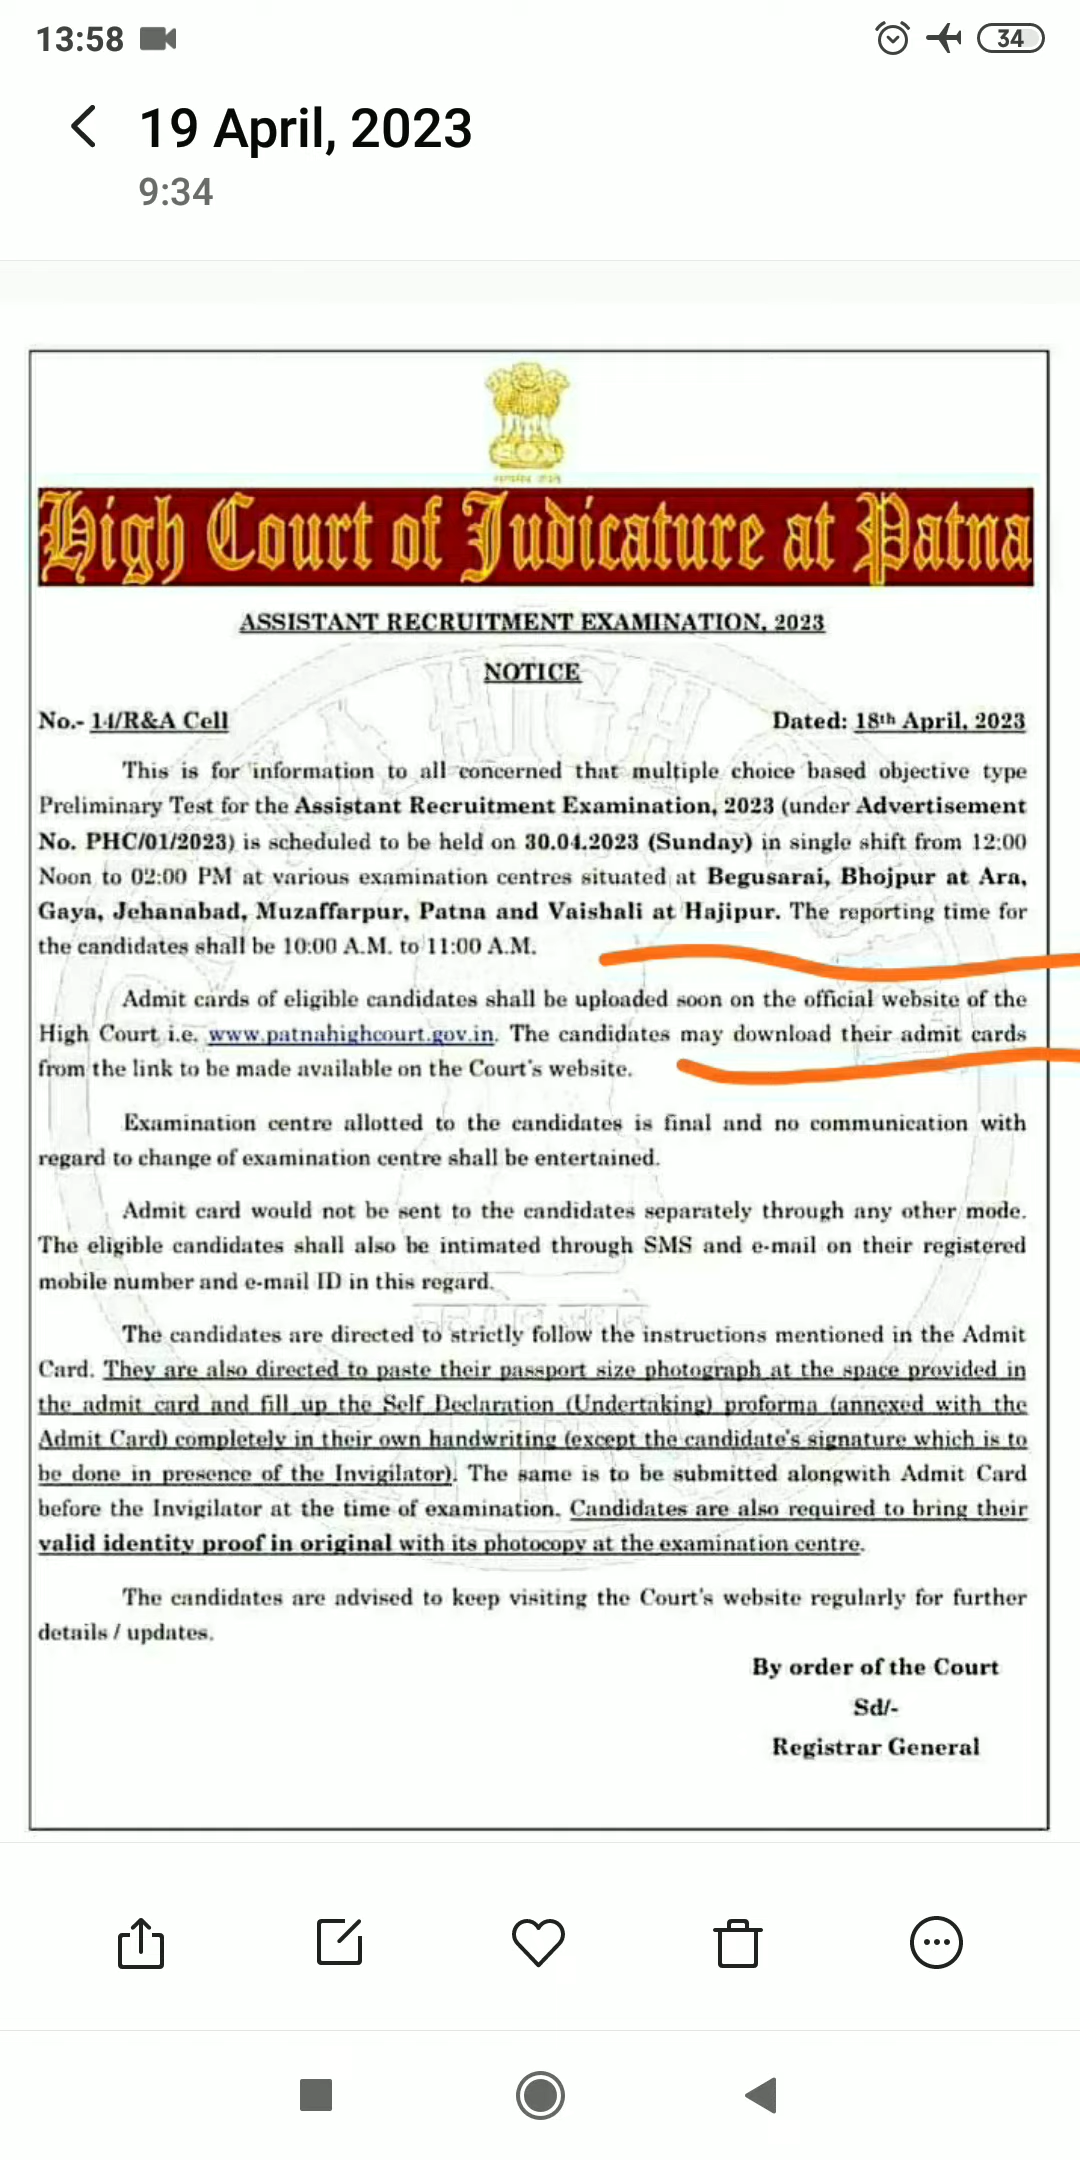 13:58
34
19 April, 2023
9:34
High Court of Judicature at Patna
ASSISTANT RECRUITMENT EXAMINATION, 2023
NOTICE
No.- 14/R&A Cell Dated: 18th April, 2023
This is for information to all concerned that multiple choice based objective type
Preliminary Test for the Assistant Recruitment Examination, 2023 (under Advertisement
No. PHC/01/2023) is scheduled to be held on 30.04.2023 (Sunday) in single shift from 12:00
Noon to 02:00 PM at various examination centres situated at Begusarai, Bhojpur at Ara,
Gaya, Jehanabad, Muzaffarpur, Patna and Vaishali at Hajipur. The reporting time for
the candidates shall be 10:00 A.M. to 11:00 A.M.
Admit cards of eligible candidates shall be uploaded soon on the official website of the
High Court i.e. www.patnahighcourt.gov.in. The candidates may download their admit cards
from the link to be made available on the Court's website.
Examination centre allotted to the candidates is final and no communication with
regard to change of examination centre shall be entertained.
Admit card would not be sent to the candidates separately through any other mode.
The eligible candidates shall also be intimated through SMS and e-mail on their registered
mobile number and e-mail ID in this regard.
The candidates are directed to strictly follow the instructions mentioned in the Admit
Card. They are also directed to paste their passport size photograph at the space provided in
the admit card and fill up the Self Declaration (Undertaking) proforma (annexed with the
Admit Card) completely in their own handwriting (except the candidate's signature which is to
be done in presence of the Invigilator). The same is to be submitted alongwith Admit Card
before the Invigilator at the time of examination. Candidates are also required to bring their
valid identity proof in original with its photocopy at the examination centre.
The candidates are advised to keep visiting the Court's website regularly for further
details / updates.
By order of the Court
Sd/-
Registrar General